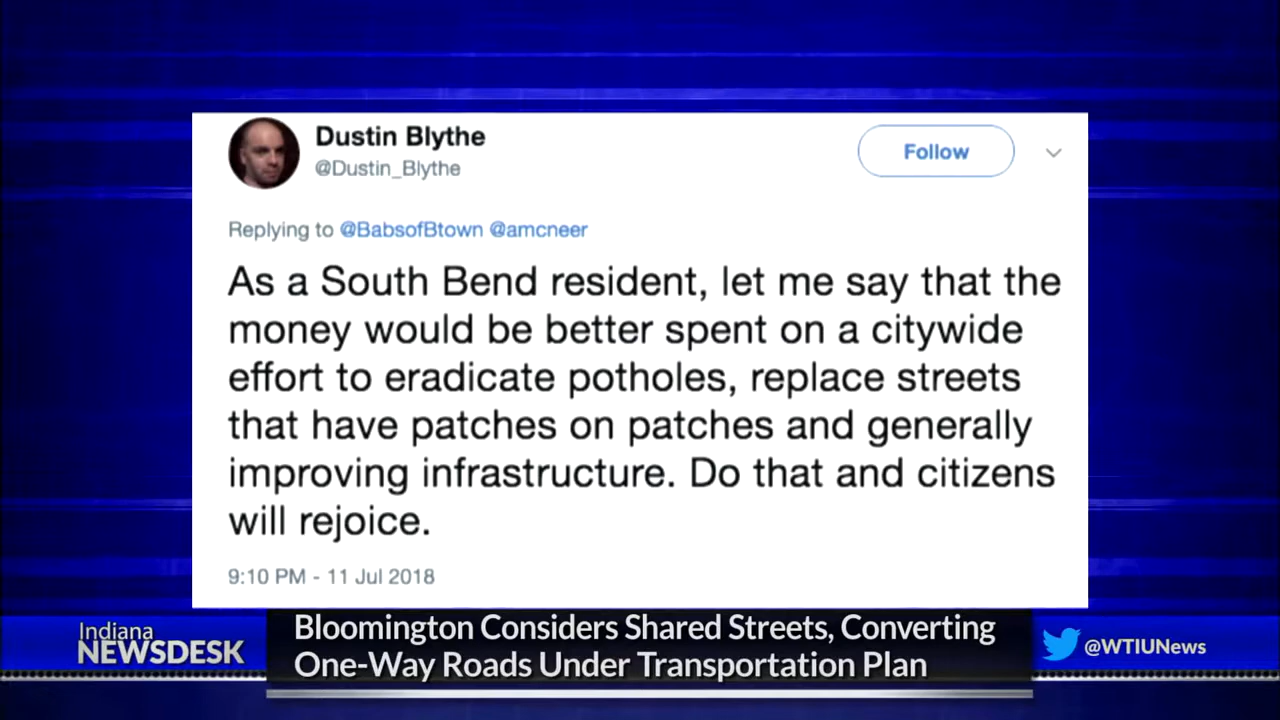 Dustin Blythe
@Dustin_Blythe
Follow
Replying to @BabsofBtown @amcneer
As a South Bend resident, let me say that the
money would be better spent on a citywide
effort to eradicate potholes, replace streets
that have patches on patches and generally
improving infrastructure. Do that and citizens
will rejoice.
9:10 PM - 11 Jul 2018
Indiana
NEWSDESK
Bloomington Considers Shared Streets, Converting
One-Way Roads Under Transportation Plan
@WTIUNews